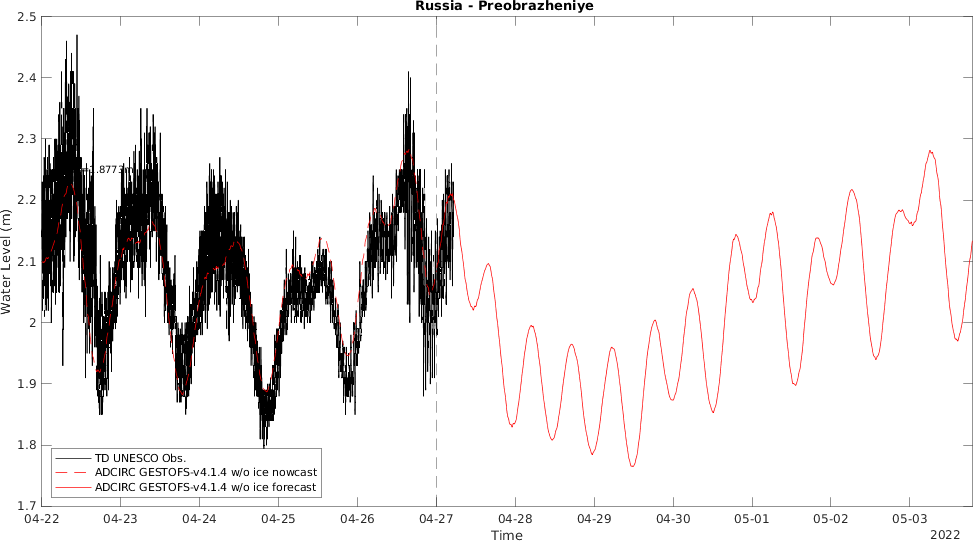 Russia - Preobrazheniye
2.5
2.4
2.3
2.2
2.1
2
1.9
1.8
1.7
Water Level (m)
1.8773
TD UNESCO Obs.
ADCIRC GESTOFS-v4.1.4 w/o ice nowcast
ADCIRC GESTOFS-v4.1.4 w/o ice forecast
04-22 04-23 04-24 04-25 04-26 04-27 04-28 04-29 04-30 05-01 05-02 05-03
Time
2022